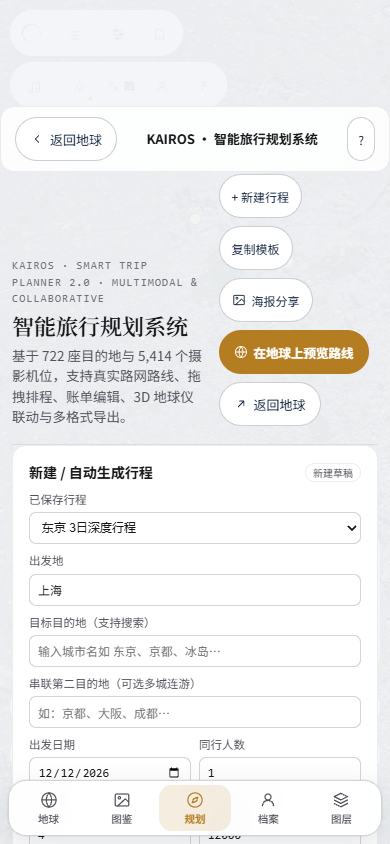 返回地球
KAIROS · 智能旅行规划系统
?
+ 新建行程
复制模板
海报分享
在地球上预览路线
返回地球
KAIROS · SMART TRIP
PLANNER 2.0 · MULTIMODAL &
COLLABORATIVE
智能旅行规划系统
基于 722 座目的地与 5,414 个摄
影机位，支持真实路网路线、拖
拽排程、账单编辑、3D 地球仪
联动与多格式导出。
新建 / 自动生成行程
新建草稿
已保存行程
东京 3日深度行程
出发地
上海
目标目的地（支持搜索）
输入城市名如 东京、京都、冰岛…
串联第二目的地（可选多城连游）
如：京都、大阪、成都…
出发日期
同行人数
12/12/2026
1
地球
图鉴
规划
档案
图层